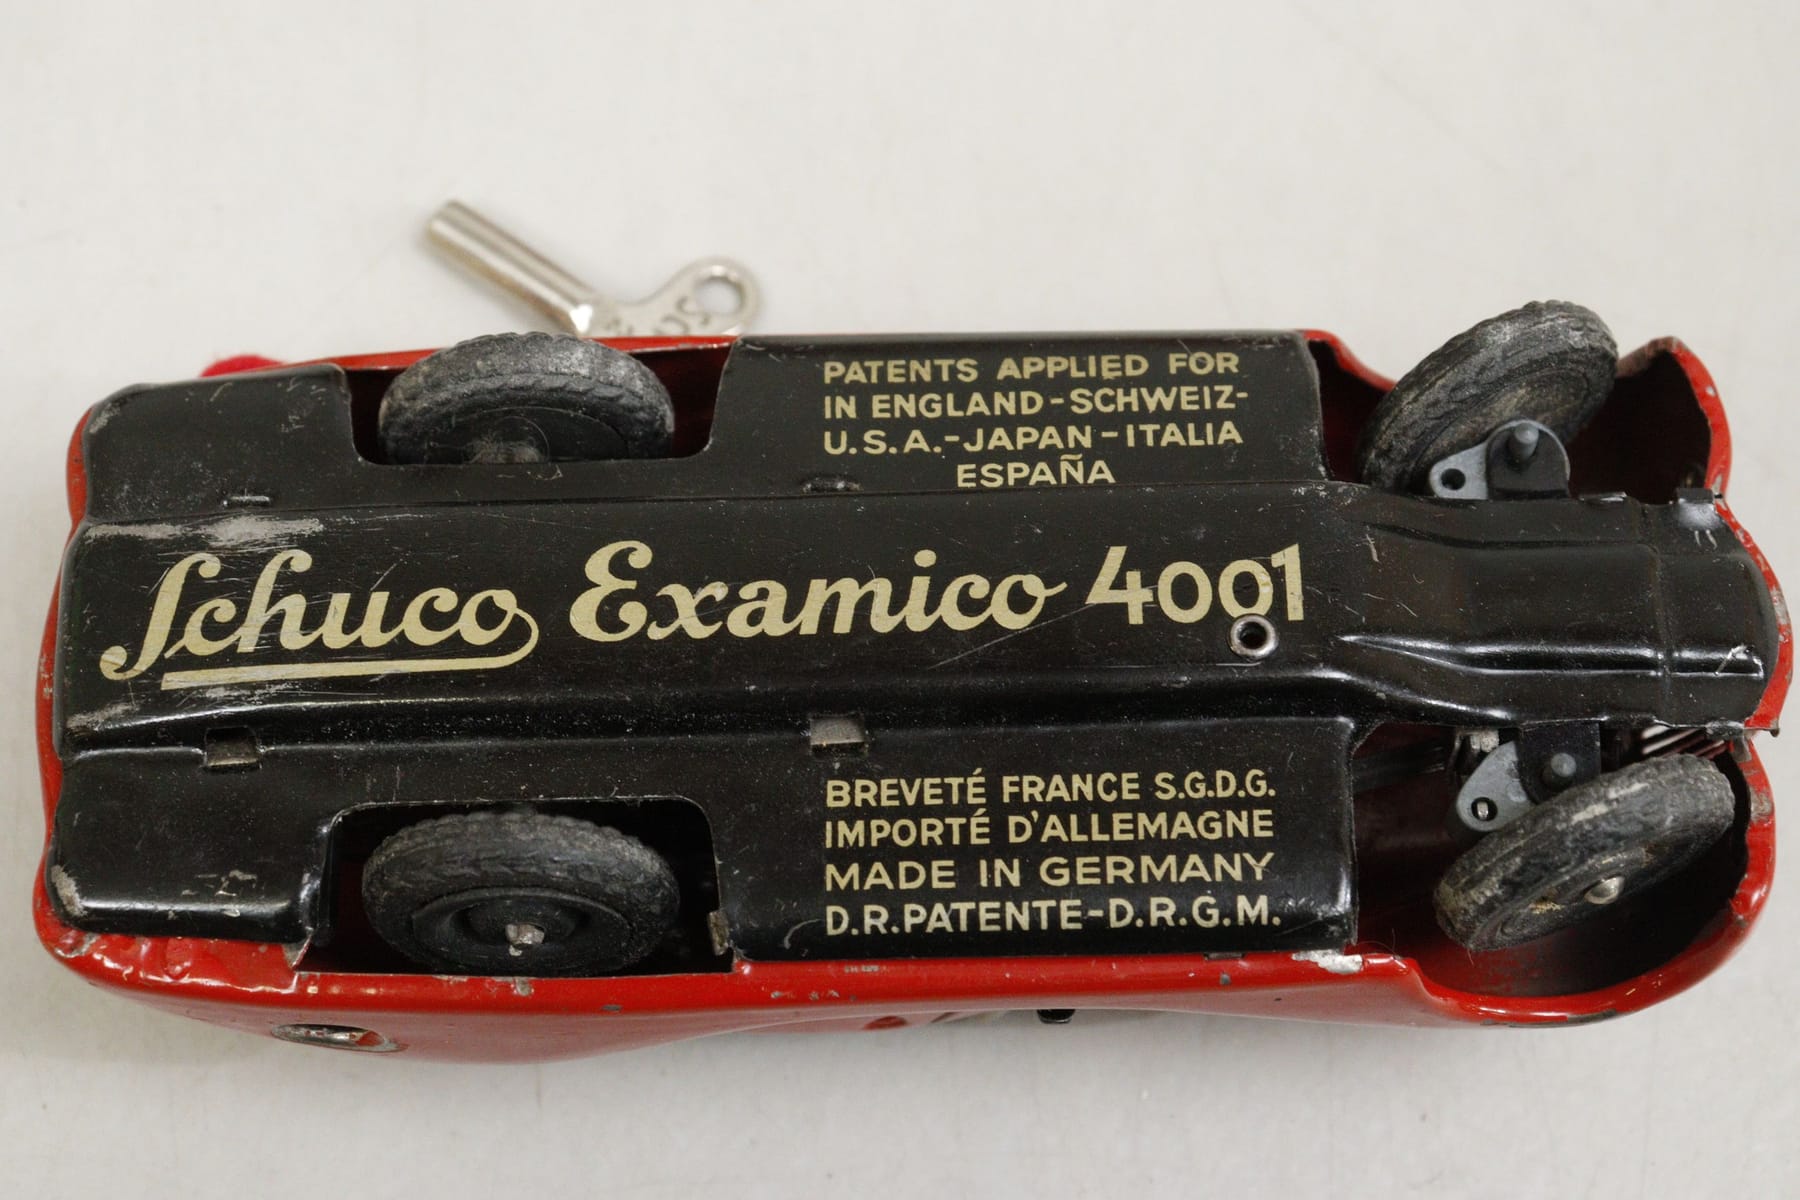 PATENTS APPLIED FOR
IN ENGLAND-SCHWEIZ-
U.S.A.-JAPAN-ITALIA
ESPAÑA
Schuco Examico 4001
BREVETÉ FRANCE S.G.D.G.
IMPORTÉ D'ALLEMAGNE
MADE IN GERMANY
D.R.PATENTE-D.R.G.M.